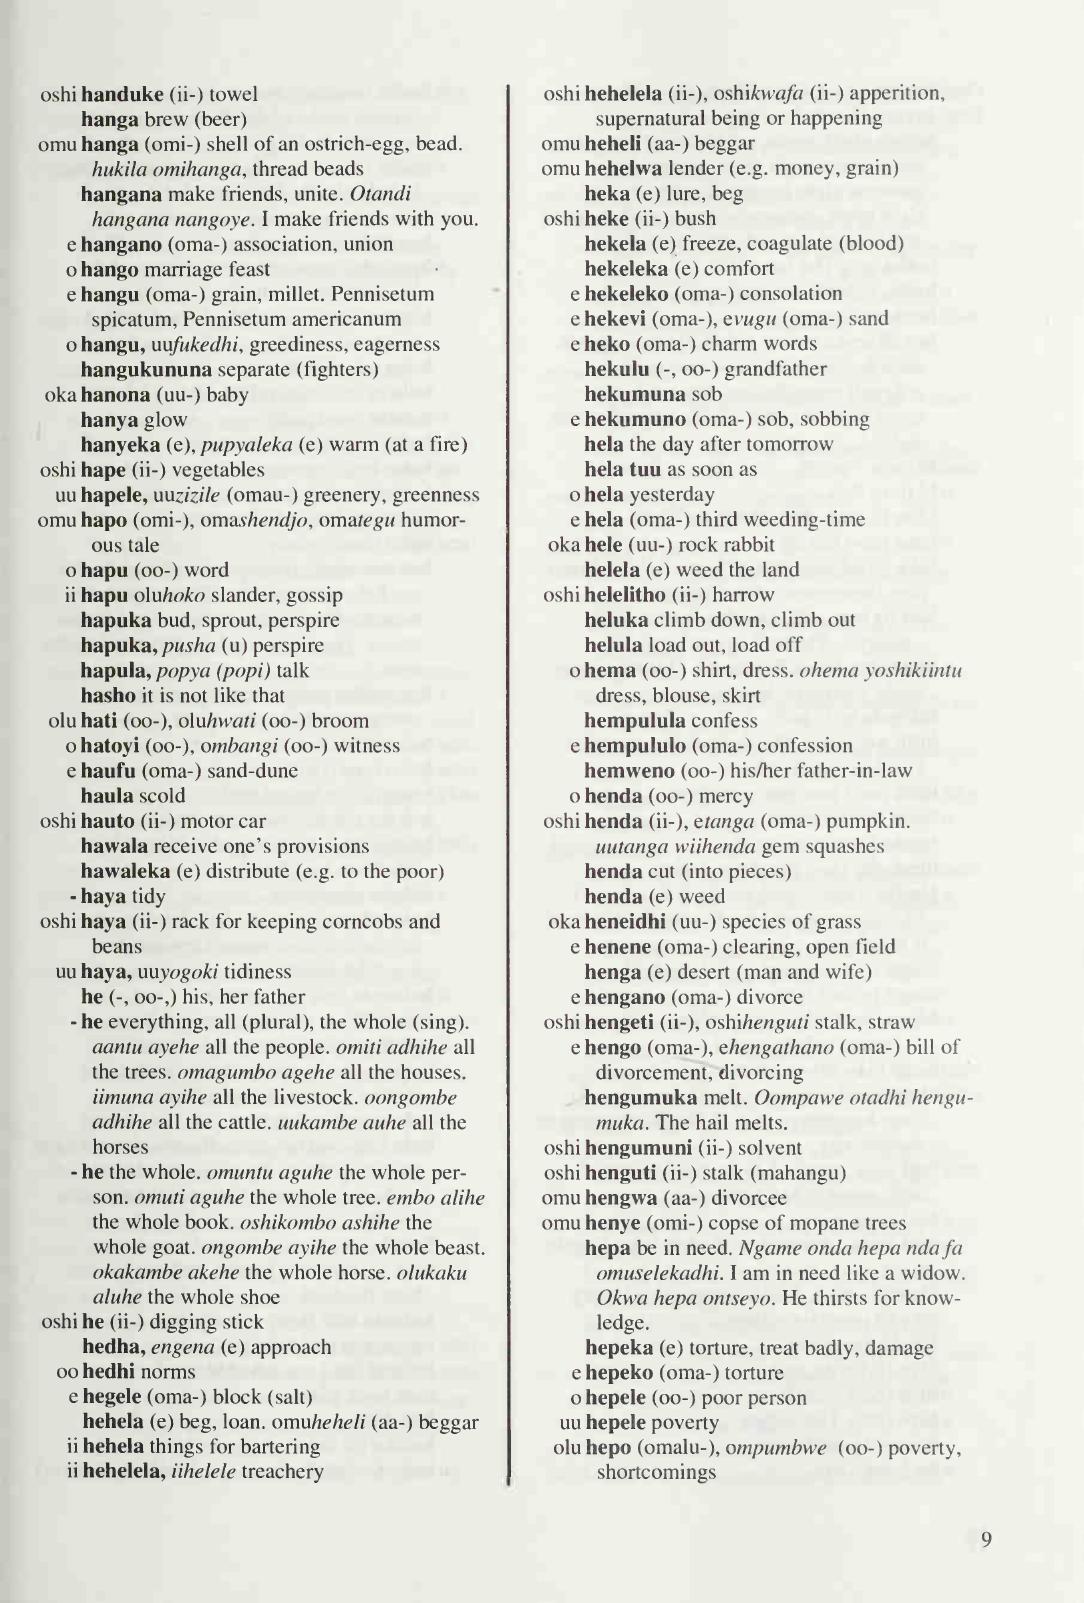 oshi handuke (ii-) towel
hanga brew (beer)
omu hanga (omi-) shell of an ostrich-egg, bead.
hukila omihanga, thread beads
hangana make friends, unite. Otandi
hangana nangoye. I make friends with you.
e hangano (oma-) association, union
o hango marriage feast
e hangu (oma-) grain, millet. Pennisetum
spicatum, Pennisetum americanum
o hangu, uufukedhi, greediness, eagerness
hangukununa separate (fighters)
oka hanona (uu-) baby
hanya glow
hanyeka (e), pupyaleka (e) warm (at a fire)
oshi hape (ii-) vegetables
uu hapele, uuzizile (omau-) greenery, greenness
omu hapo (omi-), omashendjo, omategu humor-
ous tale
o hapu (oo-) word
ii hapu oluhoko slander, gossip
hapuka bud, sprout, perspire
hapuka, pusha (u) perspire
hapula, popya (popi) talk
hasho it is not like that
olu hati (oo-), oluhwati (oo-) broom
o hatoyi (oo-), ombangi (oo-) witness
e haufu (oma-) sand-dune
haula scold
oshi hauto (ii-) motor car
hawala receive one's provisions
hawaleka (e) distribute (e.g. to the poor)
- haya tidy
oshi haya (ii-) rack for keeping corncobs and
beans
uu haya, uuyogoki tidiness
he (-, oo-,) his, her father
- he everything, all (plural), the whole (sing).
aantu ayehe all the people. omiti adhihe all
the trees. omagumbo agehe all the houses.
iimuna ayihe all the livestock. oongombe
adhihe all the cattle. uukambe auhe all the
horses
- he the whole. omuntu aguhe the whole per-
son. omuti aguhe the whole tree. embo alihe
the whole book. oshikombo ashihe the
whole goat. ongombe ayihe the whole beast.
okakambe akehe the whole horse. olukaku
aluhe the whole shoe
oshi he (ii-) digging stick
hedha, engena (e) approach
oo hedhi norms
e hegele (oma-) block (salt)
hehela (e) beg, loan. omuheheli (aa-) beggar
ii hehela things for bartering
ii hehelela, iihelele treachery
oshi hehelela (ii-), oshikwafa (ii-) apperition,
supernatural being or happening
omu heheli (aa-) beggar
omu hehelwa lender (e.g. money, grain)
heka (e) lure, beg
oshi heke (ii-) bush
hekela (e) freeze, coagulate (blood)
hekeleka (e) comfort
e hekeleko (oma-) consolation
e hekevi (oma-), evugu (oma-) sand
e heko (oma-) charm words
hekulu (-, oo-) grandfather
hekumuna sob
e hekumuno (oma-) sob, sobbing
hela the day after tomorrow
hela tuu as soon as
o hela yesterday
e hela (oma-) third weeding-time
oka hele (uu-) rock rabbit
helela (e) weed the land
oshi helelitho (ii-) harrow
heluka climb down, climb out
helula load out, load off
o hema (oo-) shirt, dress. ohema yoshikiintu
dress, blouse, skirt
hempulula confess
e hempululo (oma-) confession
hemweno (oo-) his/her father-in-law
o henda (oo-) mercy
oshi henda (ii-), etanga (oma-) pumpkin.
uutanga wiihenda gem squashes
henda cut (into pieces)
henda (e) weed
oka heneidhi (uu-) species of grass
e henene (oma-) clearing, open field
henga (e) desert (man and wife)
e hengano (oma-) divorce
oshi hengeti (ii-), oshihenguti stalk, straw
e hengo (oma-), ehengathano (oma-) bill of
divorcement, divorcing
hengumuka melt. Oompawe otadhi hengu-
muka. The hail melts.
oshi hengumuni (ii-) solvent
oshi henguti (ii-) stalk (mahangu)
omu hengwa (aa-) divorcee
omu henye (omi-) copse of mopane trees
hepa be in need. Ngame onda hepa nda fa
omuselekadhi. I am in need like a widow.
Okwa hepa ontseyo. He thirsts for know-
ledge.
hepeka (e) torture, treat badly, damage
e hepeko (oma-) torture
o hepele (oo-) poor person
uu hepele poverty
olu hepo (omalu-), ompumbwe (oo-) poverty,
shortcomings
9